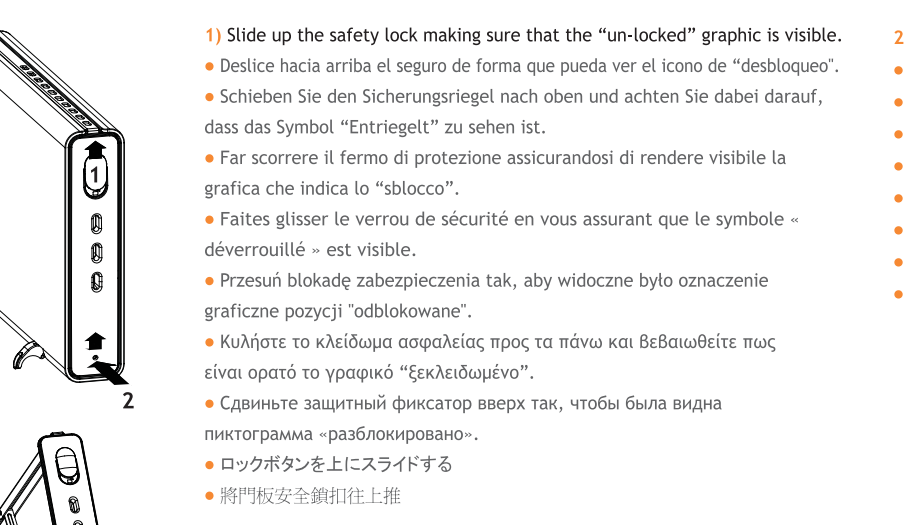 1) Slide up the safety lock making sure that the “un-locked” graphic is visible.
● Deslice hacia arriba el seguro de forma que pueda ver el icono de “desbloqueo".
● Schieben Sie den Sicherungsriegel nach oben und achten Sie dabei darauf,
dass das Symbol “Entriegelt” zu sehen ist.
● Far scorrere il fermo di protezione assicurandosi di rendere visibile la
grafica che indica lo “sblocco”.
● Faites glisser le verrou de sécurité en vous assurant que le symbole «
déverrouillé » est visible.
● Przesuń blokadę zabezpieczenia tak, aby widoczne było oznaczenie
graficzne pozycji "odblokowane".
● Κυλήστε το κλείδωμα ασφαλείας προς τα πάνω και βεβαιωθείτε πως
είναι ορατό το γραφικό “ξεκλειδωμένο”.
● Сдвиньте защитный фиксатор вверх так, чтобы была видна
пиктограмма «разблокировано».
● ロックボタンを上にスライドする
● 將門板安全鎖扣往上推
1
2
2